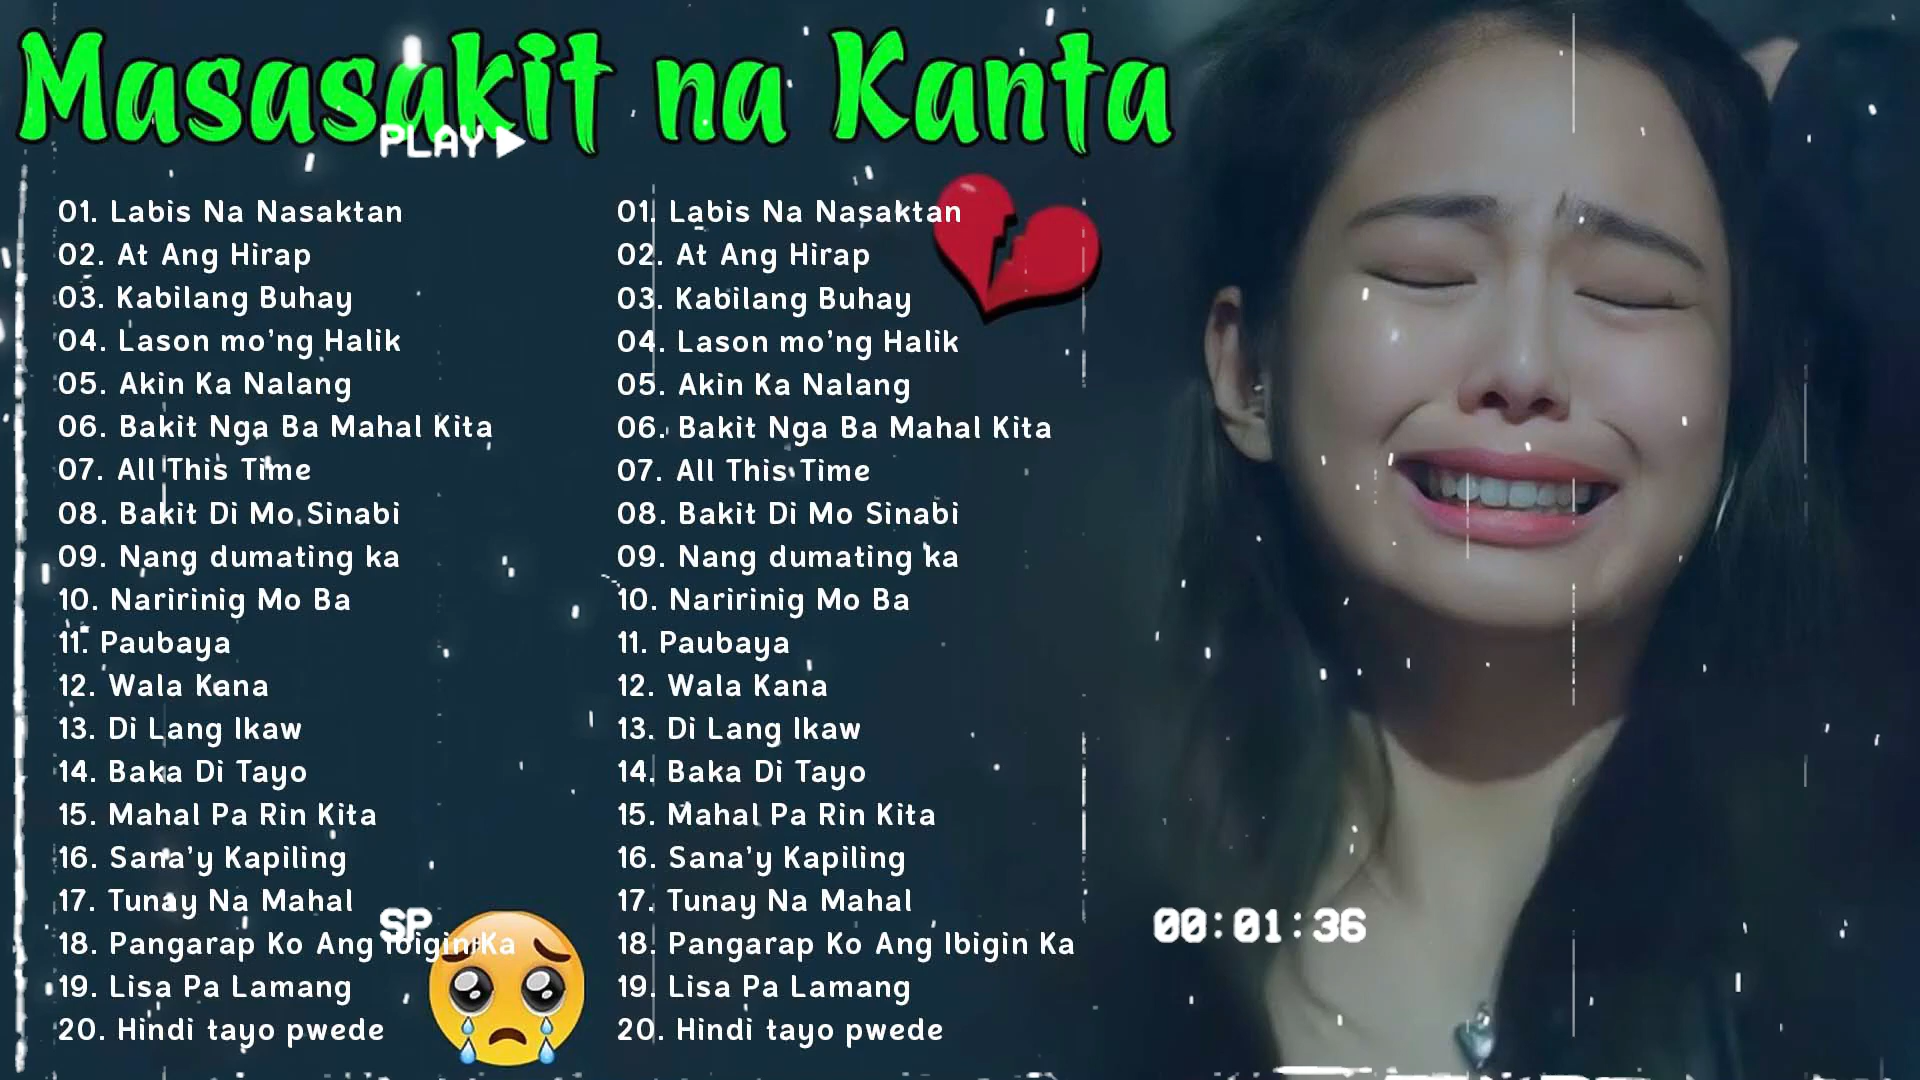 Masasakit na Kanta
PLAY
01. Labis Na Nasaktan
02. At Ang Hirap
03. Kabilang Buhay
04. Lason mo'ng Halik
05. Akin Ka Nalang
06. Bakit Nga Ba Mahal Kita
07. All This Time
08. Bakit Di Mo Sinabi
09. Nang dumating ka
10. Naririnig Mo Ba
11. Paubaya
12. Wala Kana
13. Di Lang Ikaw
14. Baka Di Tayo
15. Mahal Pa Rin Kita
16. Sana'y Kapiling
17. Tunay Na Mahal
18. Pangarap Ko Ang Ibigin Ka
19. Lisa Pa Lamang
20. Hindi tayo pwede
01. Labis Na Nasaktan
02. At Ang Hirap
03. Kabilang Buhay
04. Lason mo'ng Halik
05. Akin Ka Nalang
06. Bakit Nga Ba Mahal Kita
07. All This Time
08. Bakit Di Mo Sinabi
09. Nang dumating ka
10. Naririnig Mo Ba
11. Paubaya
12. Wala Kana
13. Di Lang Ikaw
14. Baka Di Tayo
15. Mahal Pa Rin Kita
16. Sana'y Kapiling
17. Tunay Na Mahal
18. Pangarap Ko Ang Ibigin Ka
19. Lisa Pa Lamang
20. Hindi tayo pwede
SP
00:01:36